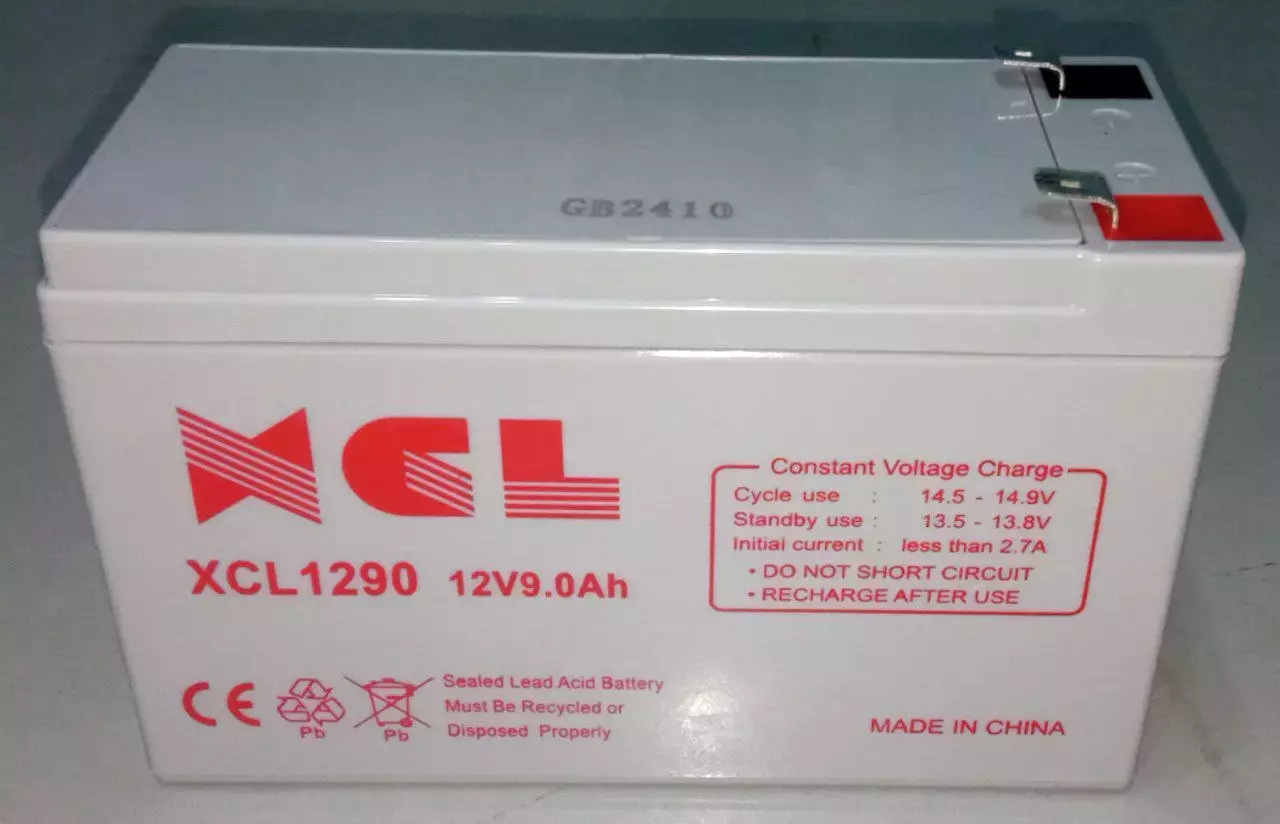 GB2410
XCL
XCL1290 12V9.0Ah
Constant Voltage Charge
Cycle use : 14.5 - 14.9V
Standby use : 13.5 - 13.8V
Initial current : less than 2.7A
• DO NOT SHORT CIRCUIT
• RECHARGE AFTER USE
CE
Pb
Pb
Sealed Lead Acid Battery
Must Be Recycled or
Disposed Properly
MADE IN CHINA